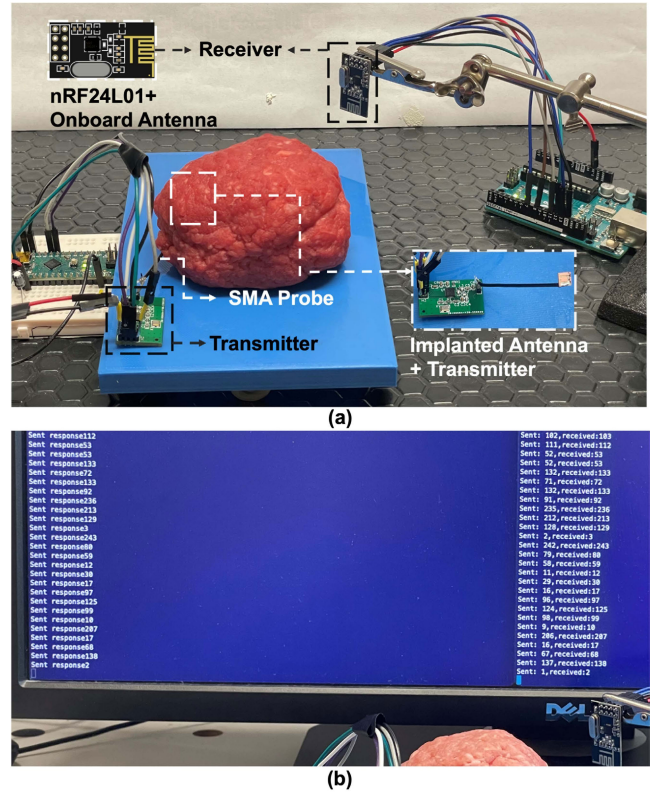 Receiver
nRF24L01+
Onboard Antenna
SMA Probe
Transmitter
Implanted Antenna
+ Transmitter
(a)
Sent response112
Sent response53
Sent response53
Sent response133
Sent response72
Sent response133
Sent response92
Sent response236
Sent response213
Sent response129
Sent response3
Sent response243
Sent response80
Sent response59
Sent response12
Sent response30
Sent response17
Sent response97
Sent response125
Sent response99
Sent response10
Sent response207
Sent response17
Sent response68
Sent response138
Sent response2
Sent: 102,received:103
Sent: 111,received:112
Sent: 52,received:53
Sent: 52,received:53
Sent: 132,received:133
Sent: 71,received:72
Sent: 132,received:133
Sent: 91,received:92
Sent: 235,received:236
Sent: 212,received:213
Sent: 128,received:129
Sent: 2,received:3
Sent: 242,received:243
Sent: 79,received:80
Sent: 58,received:59
Sent: 11,received:12
Sent: 29,received:30
Sent: 16,received:17
Sent: 96,received:97
Sent: 124,received:125
Sent: 98,received:99
Sent: 9,received:10
Sent: 206,received:207
Sent: 16,received:17
Sent: 67,received:68
Sent: 137,received:138
Sent: 1,received:2
DELL
(b)